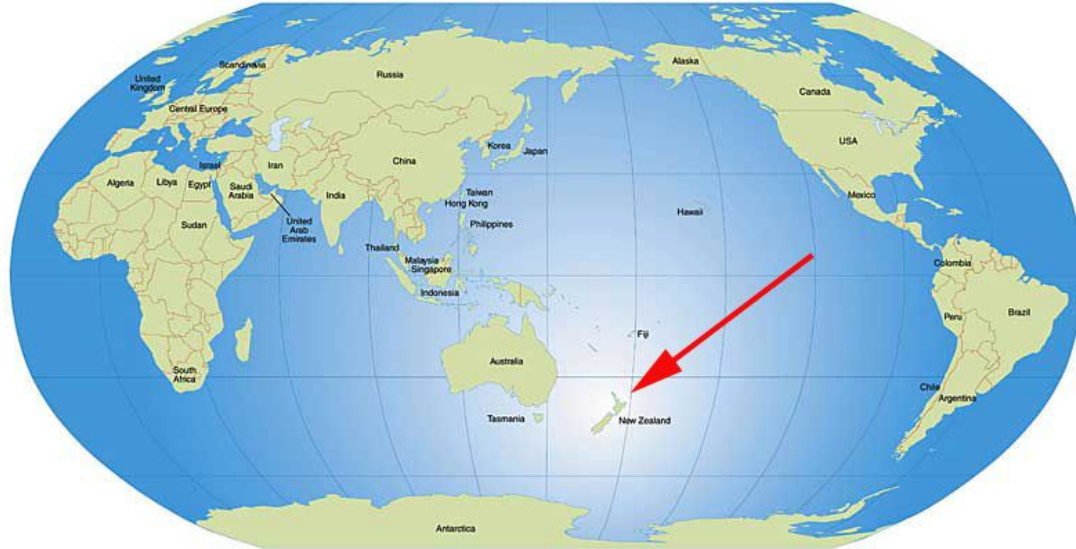 Scandinavia
Alaska
Russia
United
Kingdom
Canada
Central Europe
USA
Korea
Japan
Israel
Iran
China
Algeria
Libya
Egypt
Saudi
Arabia
India
Taiwan
Hong Kong
Mexico
Hawaii
Sudan
United
Arab
Emirates
Philippines
Thailand
Malaysia
Singapore
Colombia
Indonesia
Peru
Brazil
Fiji
Australia
South
Africa
Chile
Argentina
Tasmania
New Zealand
Antarctica